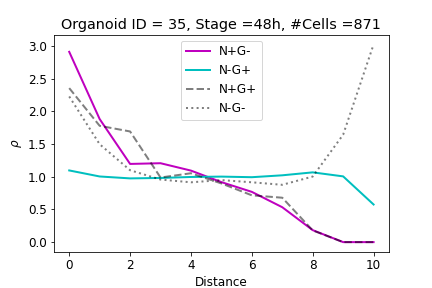 Organoid ID = 35, Stage =48h, #Cells =871
N+G-
N-G+
N+G+
N-G-
ρ
3.0
2.5
2.0
1.5
1.0
0.5
0.0
0 2 4 6 8 10
Distance